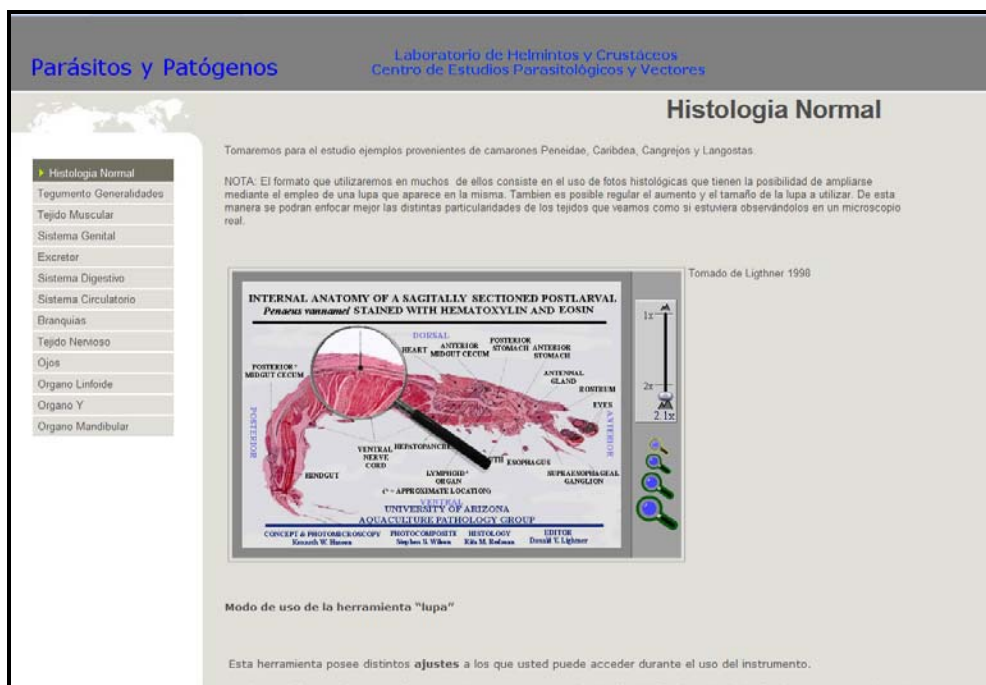 Parásitos y Patógenos
Laboratorio de Helmintos y Crustáceos
Centro de Estudios Parasitológicos y Vectores
Histologia Normal
Histologia Normal
Tegumento Generalidades
Tejido Muscular
Sistema Genital
Excretor
Sistema Digestivo
Sistema Circulatorio
Branquias
Tejido Nervioso
Ojos
Organo Linfoide
Organo Y
Organo Mandibular
Tomaremos para el estudio ejemplos provenientes de camarones Peneidae, Caribdea, Cangrejos y Langostas.
NOTA: El formato que utilizaremos en muchos de ellos consiste en el uso de fotos histológicas que tienen la posibilidad de ampliarse
mediante el empleo de una lupa que aparece en la misma. Tambien es posible regular el aumento y el tamaño de la lupa a utilizar. De esta
manera se podran enfocar mejor las distintas particularidades de los tejidos que veamos como si estuviera observándolos en un microscopio
real.
Tomado de Ligthner 1998
INTERNAL ANATOMY OF A SAGITALLY SECTIONED POSTLARVAL
Penaeus vannamei STAINED WITH HEMATOXYLIN AND EOSIN
DORSAL
HEART
ANTERIOR MIDGUT CECUM
POSTERIOR STOMACH
ANTERIOR STOMACH
POSTERIOR* MIDGUT CECUM
ANTENNAL GLAND
ROSTRUM
EYES
POSTERIOR
ANTERIOR
VENTRAL NERVE CORD
HINDGUT
LYMPHOID* ORGAN
ESOPHAGUS
SUPRAESOPHAGEAL GANGLION
(* = APPROXIMATE LOCATION)
VENTRAL
UNIVERSITY OF ARIZONA
AQUACULTURE PATHOLOGY GROUP
CONCEPT & PHOTOMICROSCOPY
PHOTOCOMPOSITE
HISTOLOGY
EDITOR
Kenneth W. Hasson
Rita M. Redman
Donald V. Lightner
1x
2x
2.1x
Modo de uso de la herramienta "lupa"
Esta herramienta posee distintos ajustes a los que usted puede acceder durante el uso del instrumento.